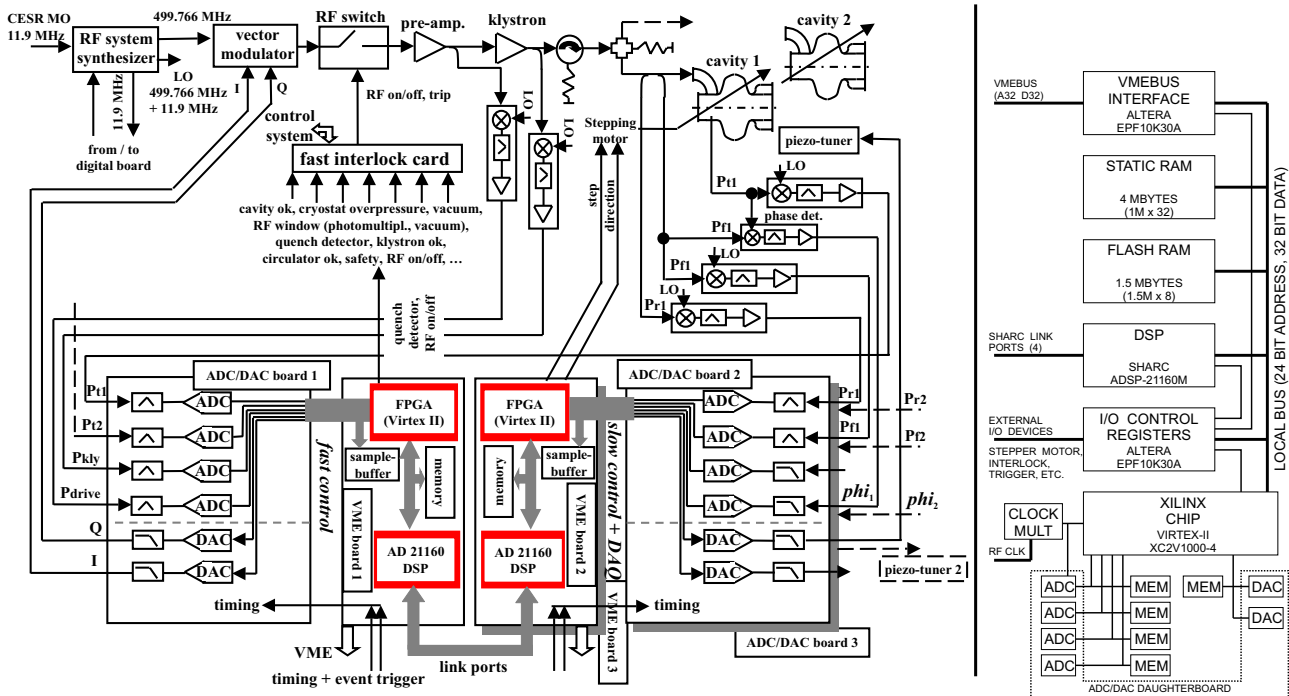 CESR MO
11.9 MHz
RF system
synthesizer
499.766 MHz
LO
499.766 MHz
+ 11.9 MHz
11.9 MHz
from / to
digital board
vector
modulator
I
Q
RF switch
RF on/off, trip
pre-amp.
klystron
LO
LO
control
system
fast interlock card
cavity ok, cryostat overpressure, vacuum,
RF window (photomultipl., vacuum),
quench detector, klystron ok,
circulator ok, safety, RF on/off, …
quench
detector,
RF on/off
cavity 1
cavity 2
Stepping
motor
step
direction
piezo-tuner
Pt1
LO
phase det.
Pf1
LO
Pf1
LO
Pr1
ADC/DAC board 1
Pt1
ADC
Pt2
ADC
Pkly
ADC
Pdrive
ADC
Q
DAC
I
DAC
timing
fast control
FPGA
(Virtex II)
sample-
buffer
memory
VME board 1
AD 21160
DSP
VME
timing + event trigger
link ports
FPGA
(Virtex II)
sample-
buffer
memory
VME board 2
AD 21160
DSP
slow control + DAQ
VME board 3
timing
ADC/DAC board 2
ADC
Pr1
Pr2
ADC
Pf1
Pf2
ADC
ADC
phi1
phi2
DAC
DAC
piezo-tuner 2
ADC/DAC board 3
VMEBUS
(A32 D32)
VMEBUS
INTERFACE
ALTERA
EPF10K30A
STATIC RAM
4 MBYTES
(1M x 32)
FLASH RAM
1.5 MBYTES
(1.5M x 8)
SHARC LINK
PORTS (4)
DSP
SHARC
ADSP-21160M
EXTERNAL
I/O DEVICES
STEPPER MOTOR,
INTERLOCK,
TRIGGER, ETC.
I/O CONTROL
REGISTERS
ALTERA
EPF10K30A
LOCAL BUS (24 BIT ADDRESS, 32 BIT DATA)
CLOCK
MULT
RF CLK
XILINX
CHIP
VIRTEX-II
XC2V1000-4
ADC
MEM
MEM
DAC
ADC
MEM
DAC
ADC
MEM
ADC
MEM
ADC/DAC DAUGHTERBOARD